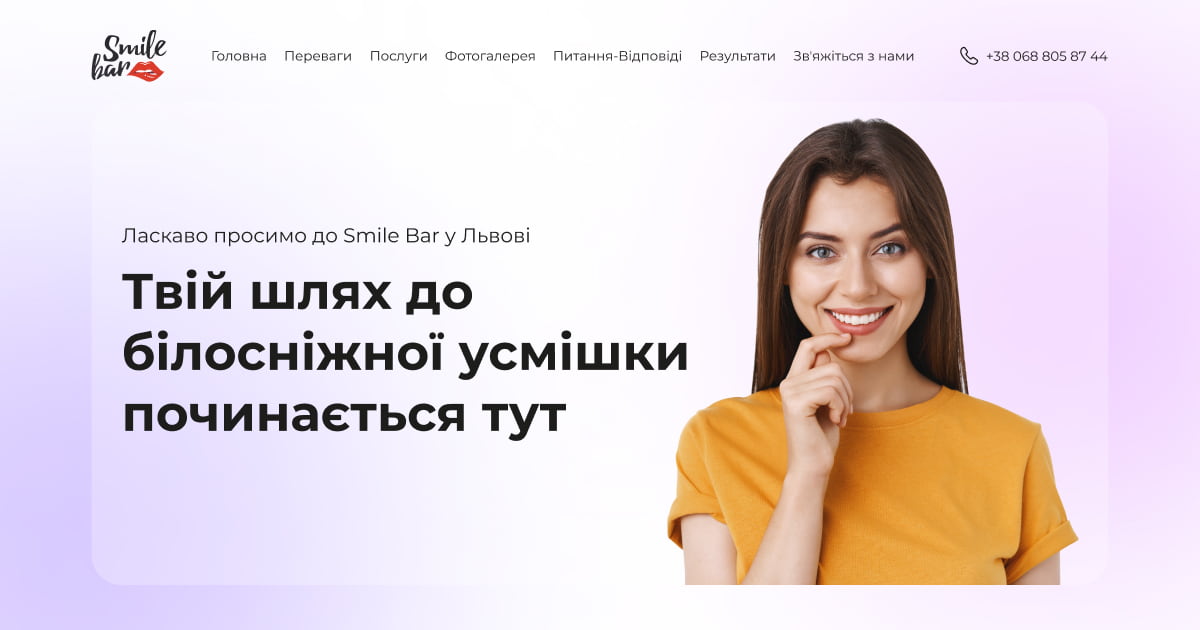 Smile
bar
Головна Переваги Послуги Фотогалерея Питання-Відповіді Результати Зв'яжіться з нами +38 068 805 87 44
Ласкаво просимо до Smile Bar у Львові
Твій шлях до
білосніжної усмішки
починається тут